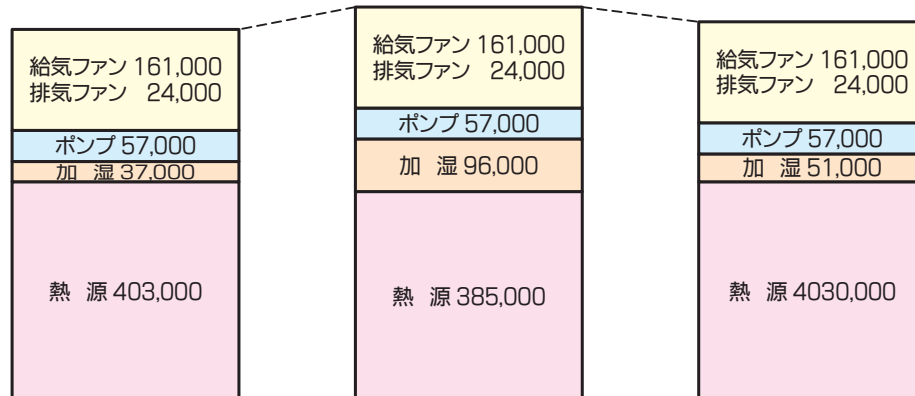 給気ファン 161,000
排気ファン 24,000
ポンプ 57,000
加 湿 37,000
熱 源 403,000
給気ファン 161,000
排気ファン 24,000
ポンプ 57,000
加 湿 96,000
熱 源 385,000
給気ファン 161,000
排気ファン 24,000
ポンプ 57,000
加 湿 51,000
熱 源 4030,000